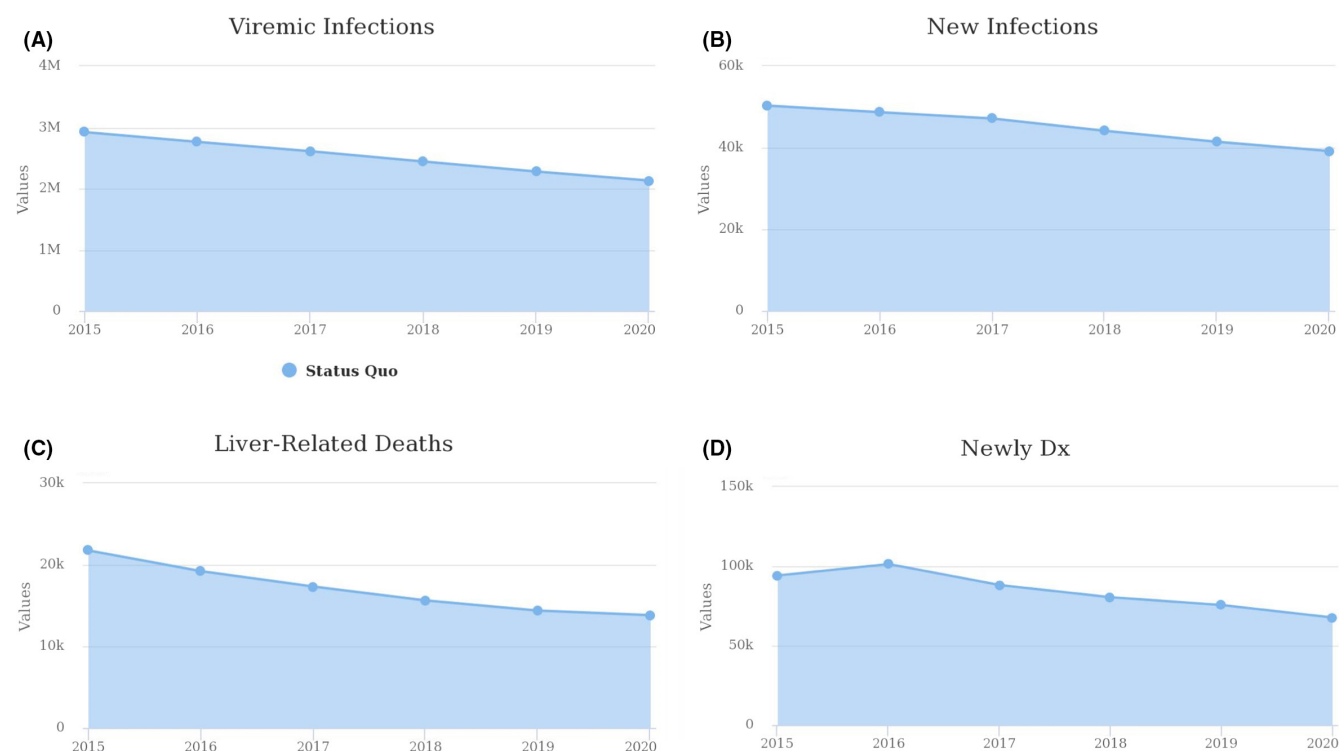 (A)
Viremic Infections
4M
3M
2M
1M
0
Values
2015 2016 2017 2018 2019 2020
Status Quo
(B)
New Infections
60k
40k
20k
0
Values
2015 2016 2017 2018 2019 2020
(C)
Liver-Related Deaths
30k
20k
10k
0
Values
2015 2016 2017 2018 2019 2020
(D)
Newly Dx
150k
100k
50k
0
Values
2015 2016 2017 2018 2019 2020